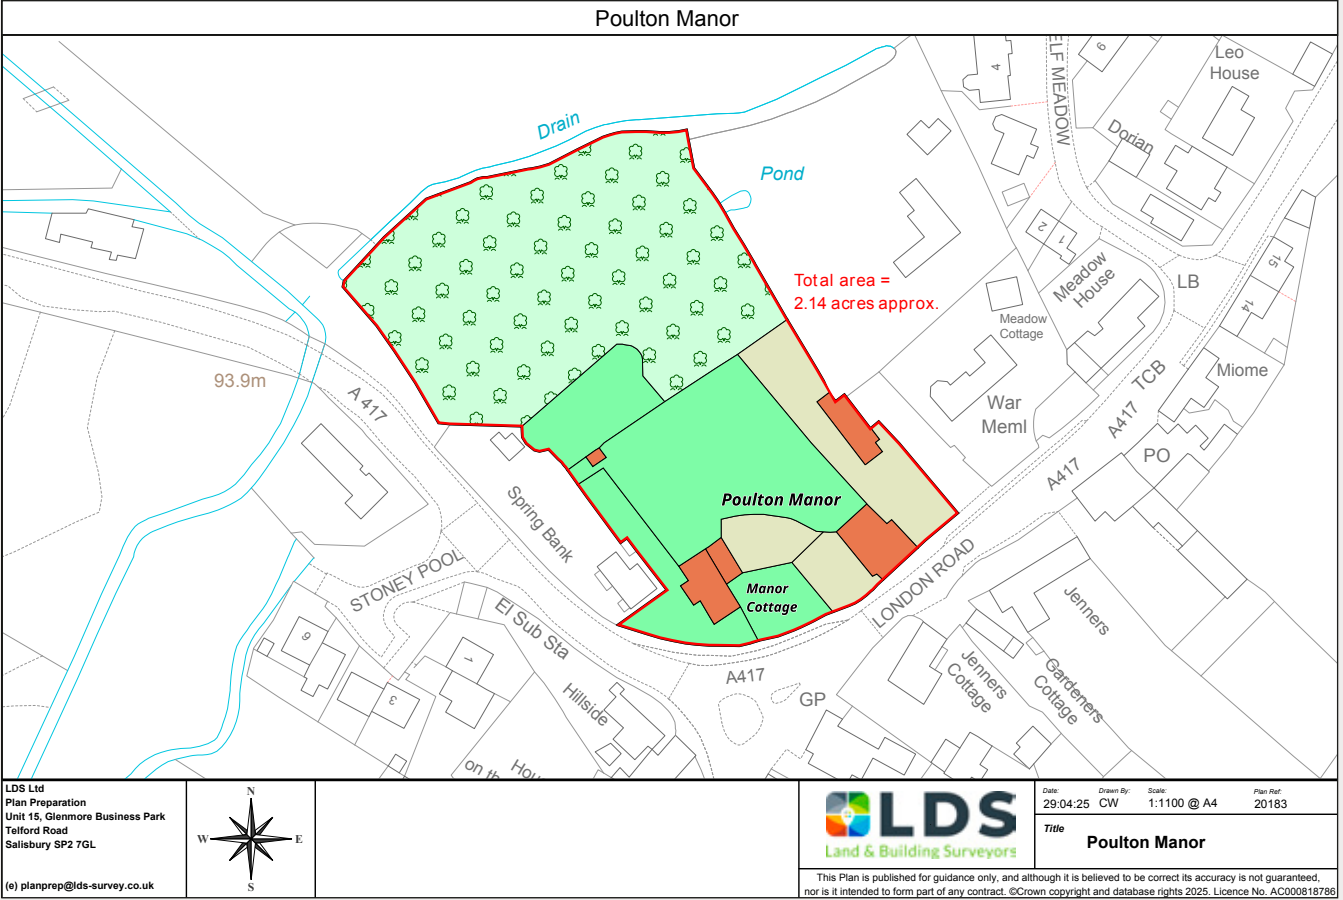 Poulton Manor
Leo
House
6
4
ELF MEADOW
Dorian
Drain
Pond
2
1
Meadow
House
LB
15
14
Total area =
2.14 acres approx.
Meadow
Cottage
93.9m
A 417
TCB
Miome
War
Meml
A417
A417
PO
Poulton Manor
Spring Bank
STONEY POOL
Manor
Cottage
LONDON ROAD
El Sub Sta
Jenners
A417
GP
Jenners
Cottage
Gardeners
Cottage
Hillside
1
3
LDS Ltd
Plan Preparation
Unit 15, Glenmore Business Park
Telford Road
Salisbury SP2 7GL
(e) planprep@lds-survey.co.uk
N
W
E
S
LDS
Land & Building Surveyors
Date:
29:04:25
Drawn By:
CW
Scale:
1:1100 @ A4
Plan Ref:
20183
Title
Poulton Manor
This Plan is published for guidance only, and although it is believed to be correct its accuracy is not guaranteed,
nor is it intended to form part of any contract. ©Crown copyright and database rights 2025. Licence No. AC000818786